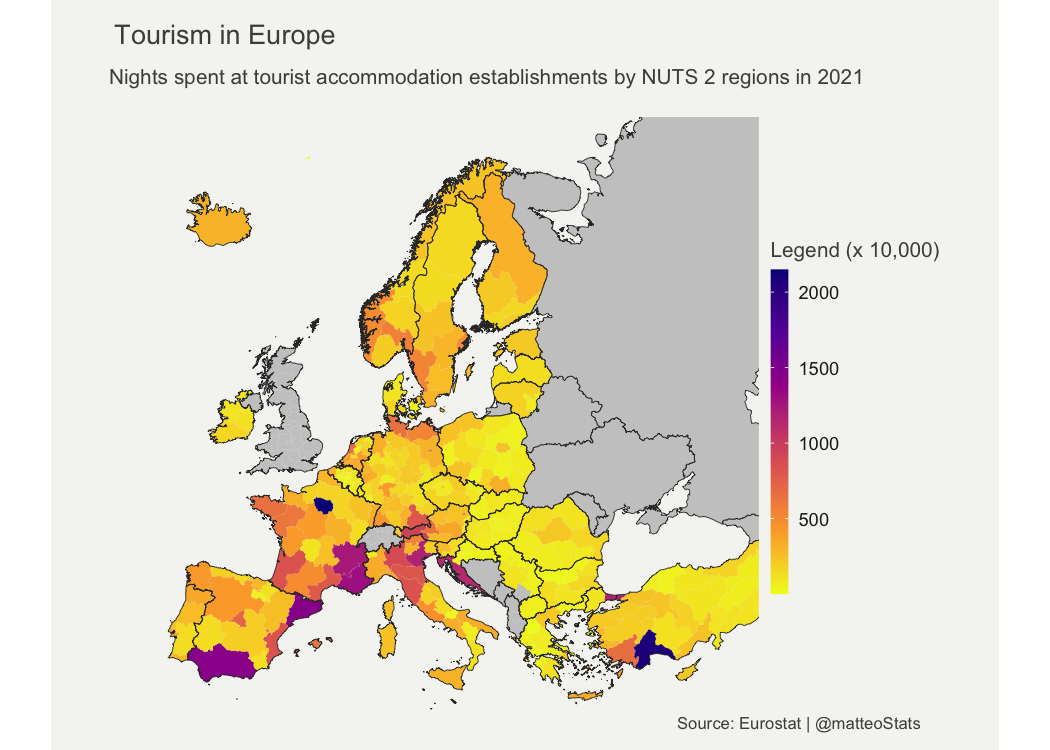 Tourism in Europe
Nights spent at tourist accommodation establishments by NUTS 2 regions in 2021
Legend (x 10,000)
2000
1500
1000
500
Source: Eurostat | @matteoStats